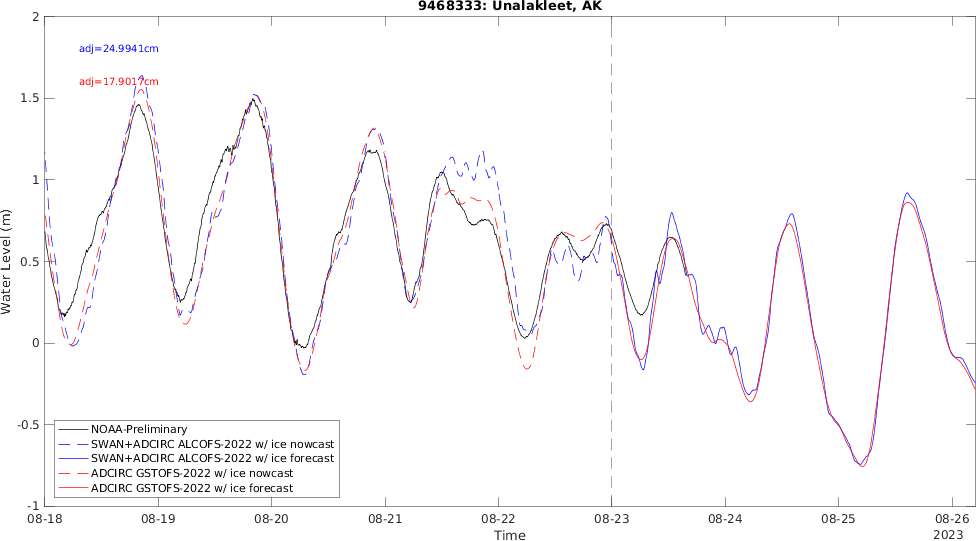 9468333: Unalakleet, AK
2
adj=24.9941cm
adj=17.9017cm
1.5
1
0.5
0
-0.5
-1
Water Level (m)
NOAA-Preliminary
SWAN+ADCIRC ALCOFS-2022 w/ ice nowcast
SWAN+ADCIRC ALCOFS-2022 w/ ice forecast
ADCIRC GSTOFS-2022 w/ ice nowcast
ADCIRC GSTOFS-2022 w/ ice forecast
08-18 08-19 08-20 08-21 08-22 08-23 08-24 08-25 08-26
Time 2023